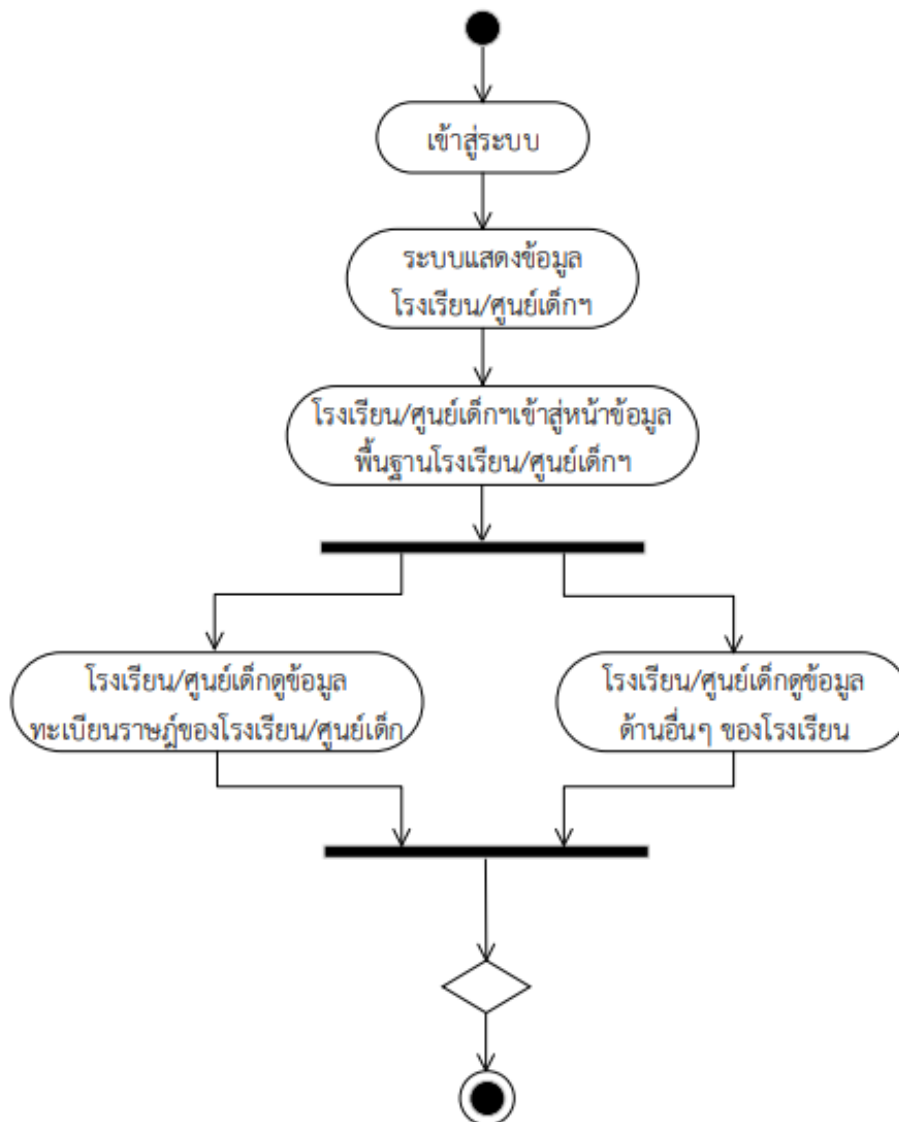 เข้าสู่ระบบ
ระบบแสดงข้อมูล
โรงเรียน/ศูนย์เด็กฯ
โรงเรียน/ศูนย์เด็กฯเข้าสู่หน้าข้อมูล
พื้นฐานโรงเรียน/ศูนย์เด็กฯ
โรงเรียน/ศูนย์เด็กดูข้อมูล
ทะเบียนราษฎ์ของโรงเรียน/ศูนย์เด็ก
โรงเรียน/ศูนย์เด็กดูข้อมูล
ด้านอื่นๆ ของโรงเรียน